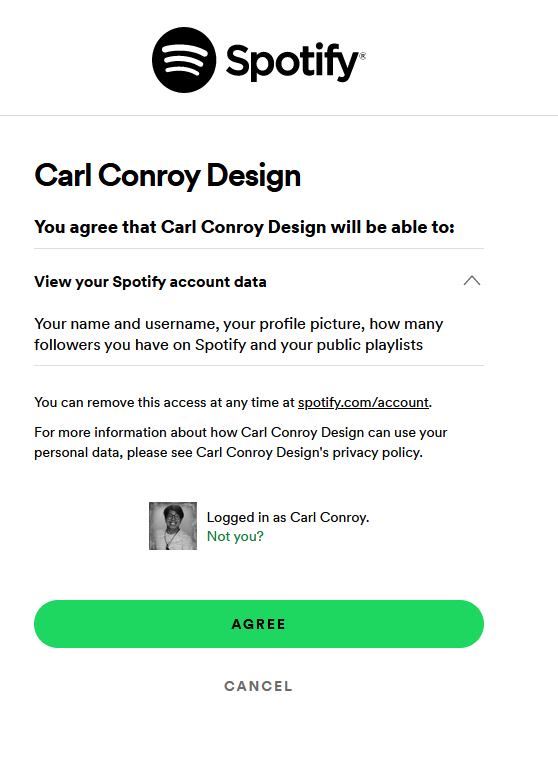 Spotify®
Carl Conroy Design
You agree that Carl Conroy Design will be able to:
View your Spotify account data
Your name and username, your profile picture, how many
followers you have on Spotify and your public playlists
You can remove this access at any time at spotify.com/account.
For more information about how Carl Conroy Design can use your
personal data, please see Carl Conroy Design's privacy policy.
Logged in as Carl Conroy.
Not you?
AGREE
CANCEL